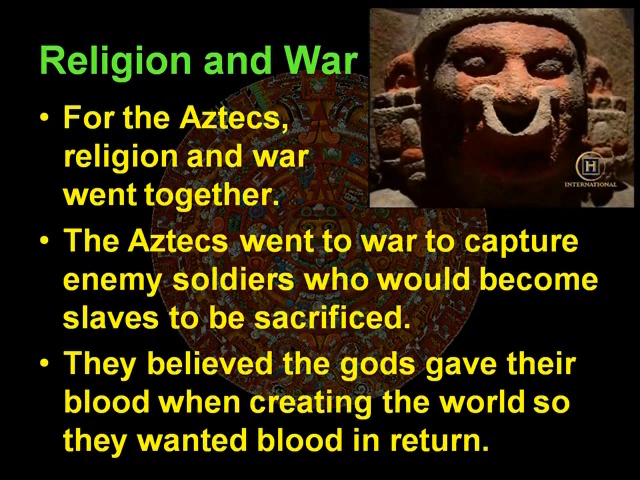 Religion and War
• For the Aztecs,
religion and war
went together.
• The Aztecs went to war to capture
enemy soldiers who would become
slaves to be sacrificed.
• They believed the gods gave their
blood when creating the world so
they wanted blood in return.
H
INTERNATIONAL